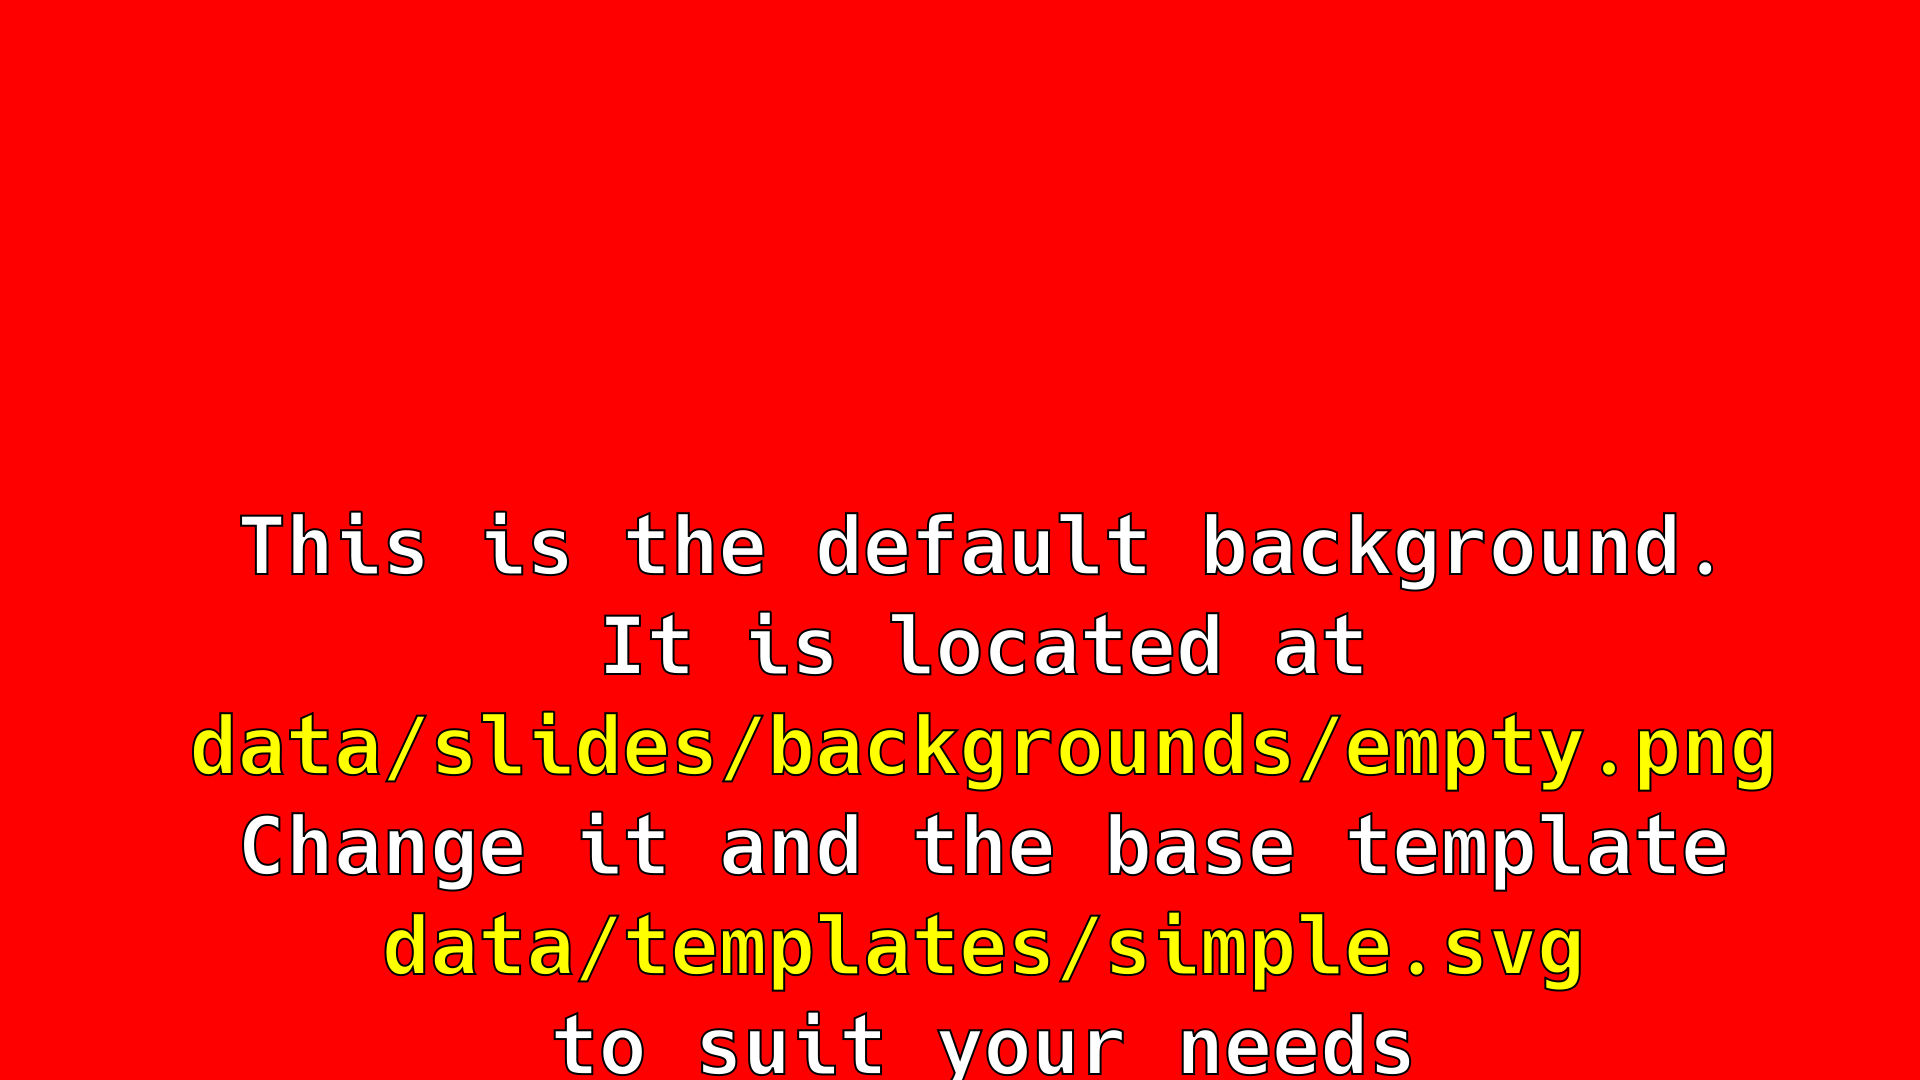 This is the default background.
It is located at
data/slides/backgrounds/empty.png
Change it and the base template
data/templates/simple.svg
to suit your needs